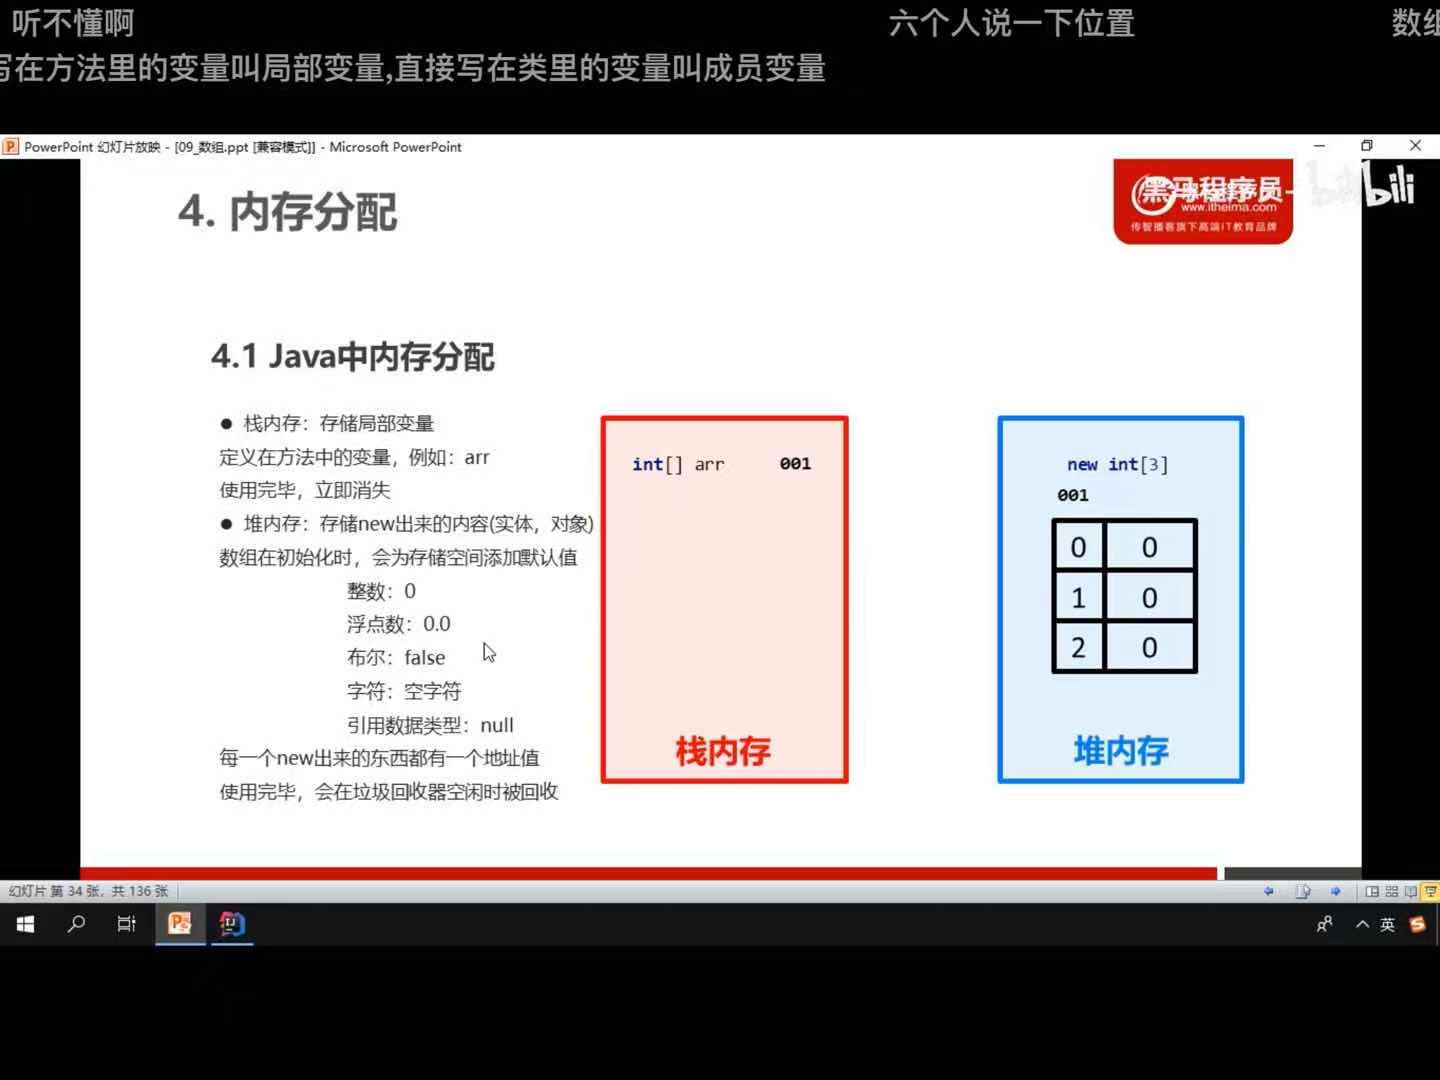 听不懂啊
六个人说一下位置
数组
写在方法里的变量叫局部变量,直接写在类里的变量叫成员变量
PowerPoint 幻灯片放映 - [09_数组.ppt [兼容模式]] - Microsoft PowerPoint
4. 内存分配
黑马程序员-
bilibili
www.itheima.com
传智播客旗下高端IT教育品牌
4.1 Java中内存分配
● 栈内存：存储局部变量
定义在方法中的变量，例如：arr
使用完毕，立即消失
● 堆内存：存储new出来的内容(实体，对象)
数组在初始化时，会为存储空间添加默认值
整数：0
浮点数：0.0
布尔：false
字符：空字符
引用数据类型：null
每一个new出来的东西都有一个地址值
使用完毕，会在垃圾回收器空闲时被回收
int[] arr 001
栈内存
new int[3]
001
0 0
1 0
2 0
堆内存
幻灯片 第 34 张，共 136 张
英